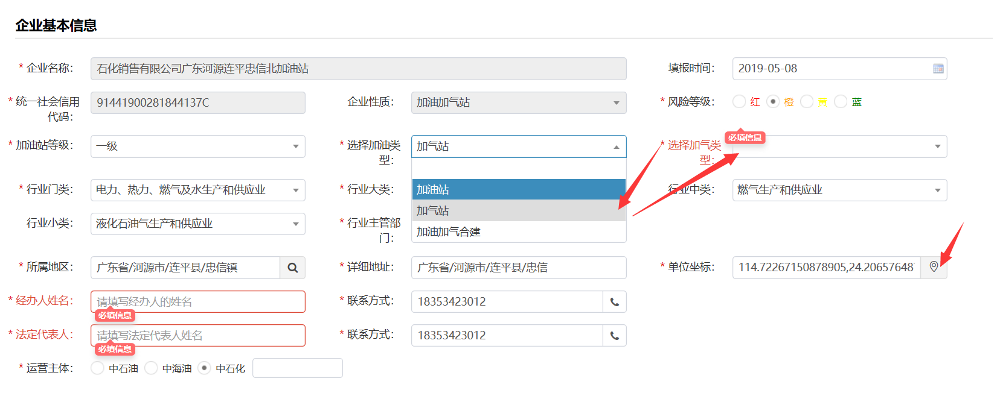 企业基本信息
* 企业名称： 石化销售有限公司广东河源连平忠信北加油站 填报时间： 2019-05-08
* 统一社会信用代码： 91441900281844137C 企业性质： 加油加气站 * 风险等级： 红 橙 黄 蓝
* 加油站等级： 一级 * 选择加油类型： 加气站 * 选择加气类型： 必填信息
加油站
加气站
加油加气合建
* 行业门类： 电力、热力、燃气及水生产和供应业 * 行业大类： 行业中类： 燃气生产和供应业
行业小类： 液化石油气生产和供应业 * 行业主管部门：
* 所属地区： 广东省/河源市/连平县/忠信镇 * 详细地址： 广东省/河源市/连平县/忠信 * 单位坐标： 114.72267150878905,24.20657648
* 经办人姓名： 请填写经办人的姓名 * 联系方式： 18353423012
必填信息
* 法定代表人： 请填写法定代表人姓名 * 联系方式： 18353423012
必填信息
* 运营主体： 中石油 中海油 中石化